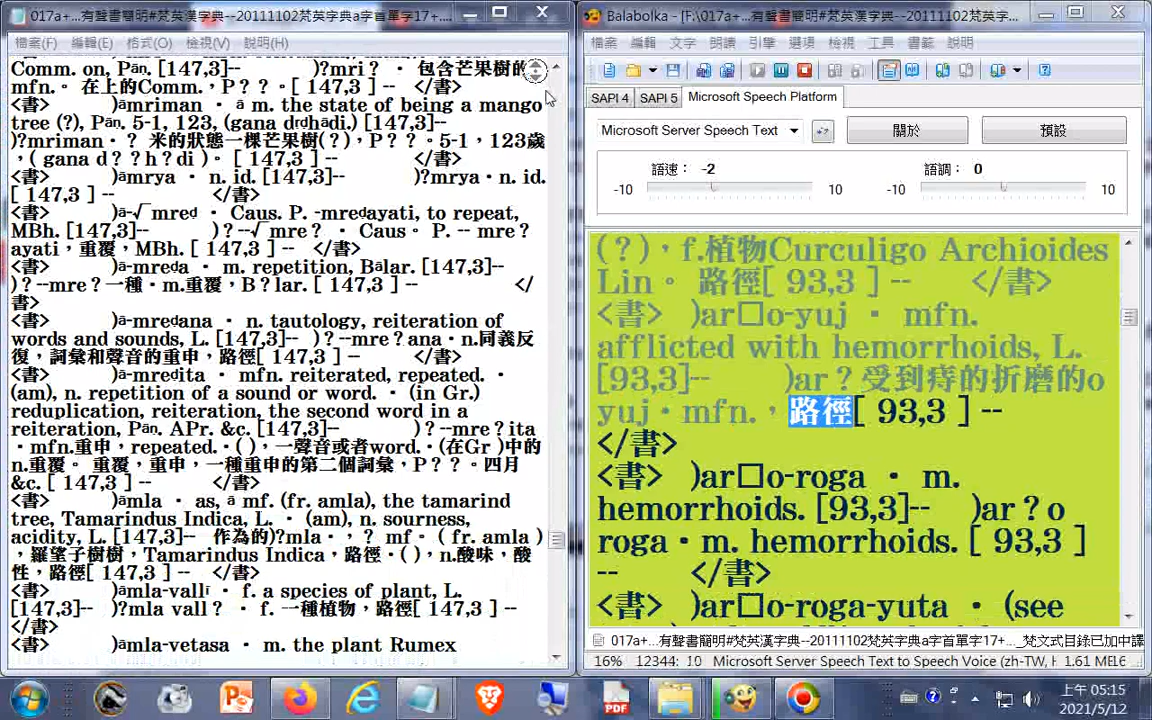 017a+...有聲書簡明#梵英漢字典--20111102梵英字典a字首單字17+...
檔案(F) 編輯(E) 格式(O) 檢視(V) 說明(H)
Comm. on, Pān. [147,3]-- )?mri？ · 包含芒果樹的
mfn. 在上的Comm.，P？？。[ 147,3 ] -- </書>
<書> )āmriman · ā m. the state of being a mango
tree (?), Pāṇ. 5-1, 123, (gana dṛḍhādi.) [147,3]--
)?mriman · ？ 米的狀態一棵芒果樹(？)，P？？。5-1，123歲
，( gana d？？h？di )。[ 147,3 ] -- </書>
<書> )āmrya · n. id. [147,3]-- )?mrya · n. id.
[ 147,3 ] -- </書>
<書> )ā-√ mreḍ · Caus. P. -mreḍayati, to repeat,
MBh. [147,3]-- )？--√ mre？ · Caus。 P. -- mre？
ayati，重覆，MBh. [ 147,3 ] -- </書>
<書> )ā-mreḍa · m. repetition, Bālar. [147,3]--
)？--mre？一種 · m.重覆，B？lar. [ 147,3 ] -- </
書>
<書> )ā-mreḍana · n. tautology, reiteration of
words and sounds, L. [147,3]-- )？--mre？ana · n.同義反
復，詞彙和聲音的重申，路徑[ 147,3 ] -- </書>
<書> )ā-mreḍita · mfn. reiterated, repeated. ·
(am), n. repetition of a sound or word. · (in Gr.)
reduplication, reiteration, the second word in a
reiteration, Pāṇ. APr. &c. [147,3]-- )？--mre？ita
· mfn.重申，repeated. · ( )，一聲音或者word. · (在Gr )中的
n.重覆。 重覆，重申，一種重申的第二個詞彙，P？？。四月
&c. [ 147,3 ] -- </書>
<書> )āmla · as, ā mf. (fr. amla), the tamarind
tree, Tamarindus Indica, L. · (am), n. sourness,
acidity, L. [147,3]-- 作為的)?mla · ，？ mf · ( fr. amla )
，羅望子樹樹，Tamarindus Indica，路徑 · ( )，n.酸味，酸
性，路徑[ 147,3 ] -- </書>
<書> )āmla-vallī · f. a species of plant, L.
[147,3]-- )?mla vall？ · f. 一種植物，路徑[ 147,3 ] --
</書>
<書> )āmla-vetasa · m. the plant Rumex
Balabolka - [F:\017a+...有聲書簡明#梵英漢字典--20111102梵英字...
檔案 編輯 文字 朗讀 引擎 選項 檢視 工具 書籤 說明
SAPI 4 SAPI 5 Microsoft Speech Platform
Microsoft Server Speech Text 關於 預設
語速： -2 語調： 0
-10 10 -10 10
(？)，f.植物Curculigo Archioides
Lin。 路徑[ 93,3 ] -- </書>
<書> )ar□o-yuj · mfn.
afflicted with hemorrhoids, L.
[93,3]-- )ar？受到痔的折磨的o
yuj · mfn.，路徑[ 93,3 ] --
</書>
<書> )ar□o-roga · m.
hemorrhoids. [93,3]-- )ar？o
roga · m. hemorrhoids. [ 93,3 ]
-- </書>
<書> )ar□o-roga-yuta · (see
017a+...有聲書簡明#梵英漢字典--20111102梵英字典a字首單字17+..._梵文式目錄已加中譯
16% 12344: 10 Microsoft Server Speech Text to Speech Voice (zh-TW, H 1.61 МЕБ
上午 05:15
2021/5/12